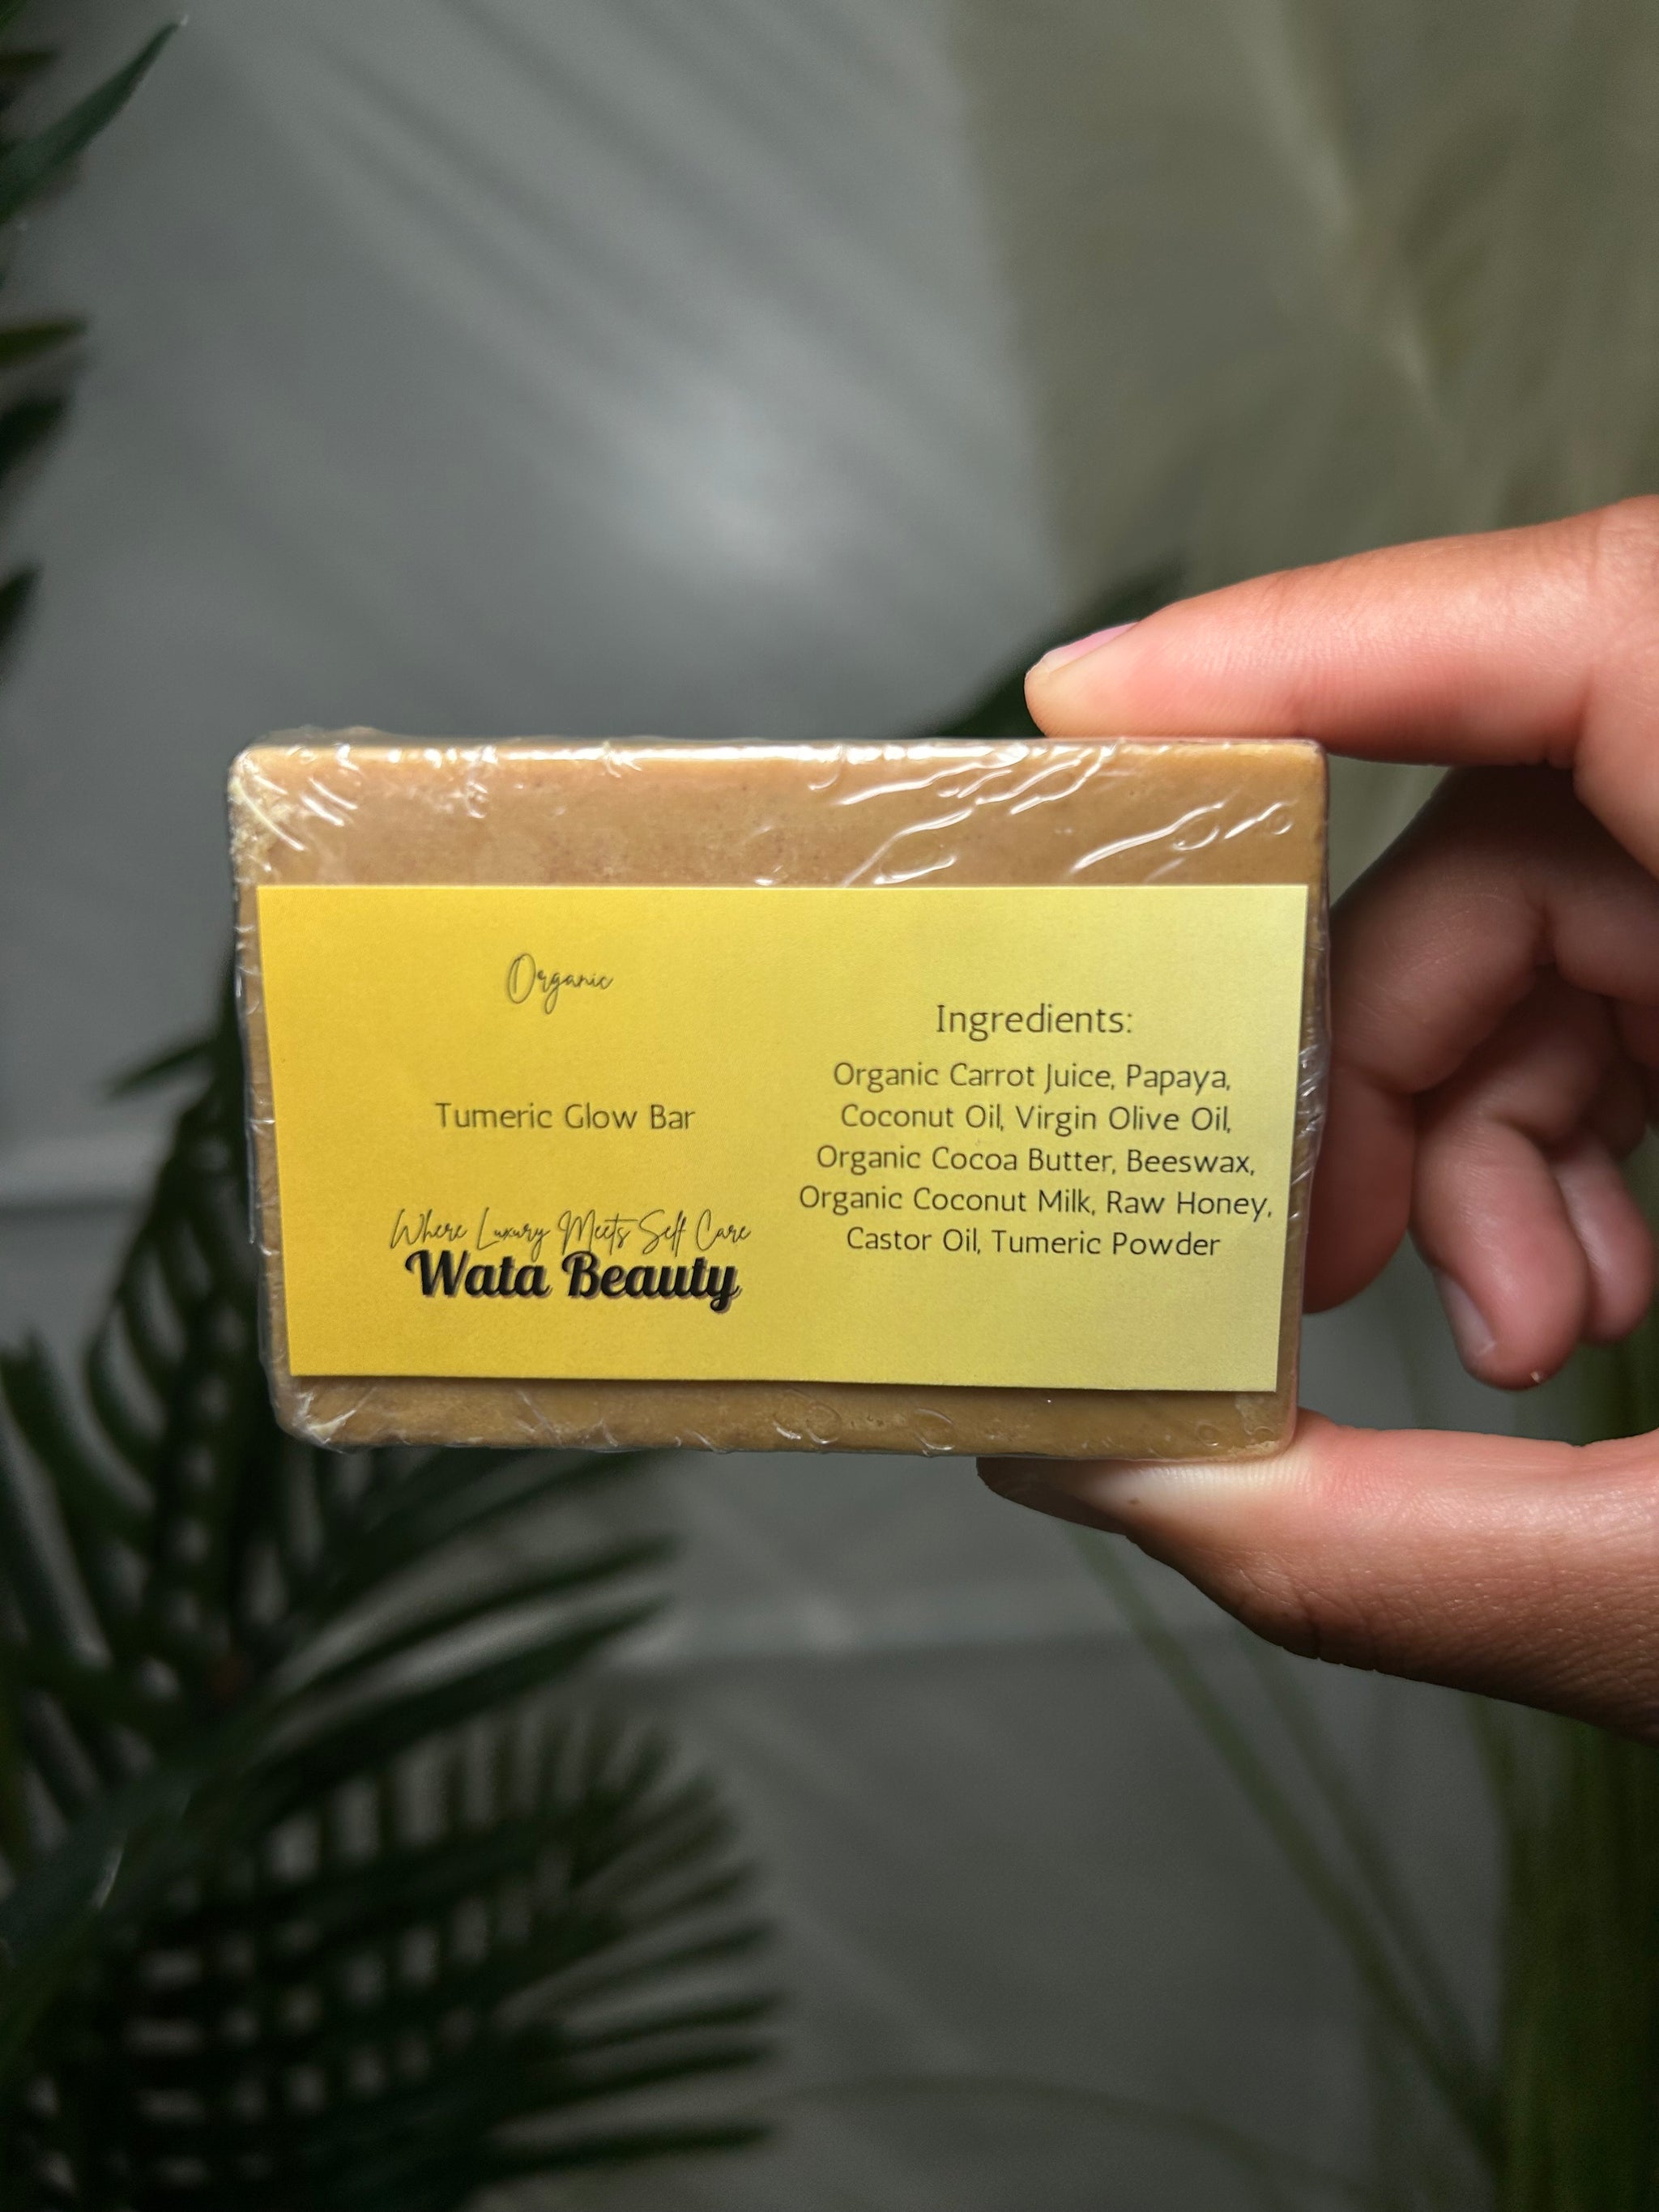 Organic
Tumeric Glow Bar
Where Luxury Meets Self Care
Wata Beauty
Ingredients:
Organic Carrot Juice, Papaya,
Coconut Oil, Virgin Olive Oil,
Organic Cocoa Butter, Beeswax,
Organic Coconut Milk, Raw Honey,
Castor Oil, Tumeric Powder